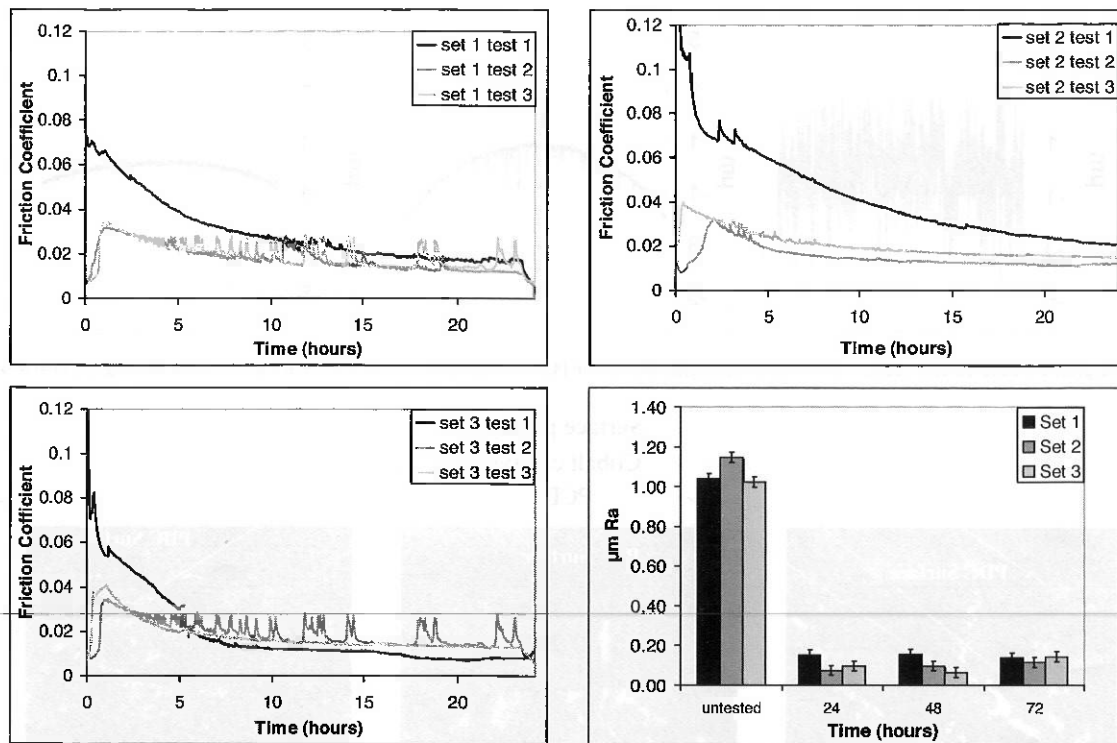 0.12
0.1
0.08
0.06
0.04
0.02
0
Friction Coefficient
set 1 test 1
set 1 test 2
set 1 test 3
0 5 10 15 20
Time (hours)
0.12
0.1
0.08
0.06
0.04
0.02
0
Friction Coefficient
set 2 test 1
set 2 test 2
set 2 test 3
0 5 10 15 20
Time (hours)
0.12
0.1
0.08
0.06
0.04
0.02
0
Friction Cofficient
set 3 test 1
set 3 test 2
set 3 test 3
0 5 10 15 20
Time (hours)
1.40
1.20
1.00
0.80
0.60
0.40
0.20
0.00
µm Ra
Set 1
Set 2
Set 3
untested 24 48 72
Time (hours)